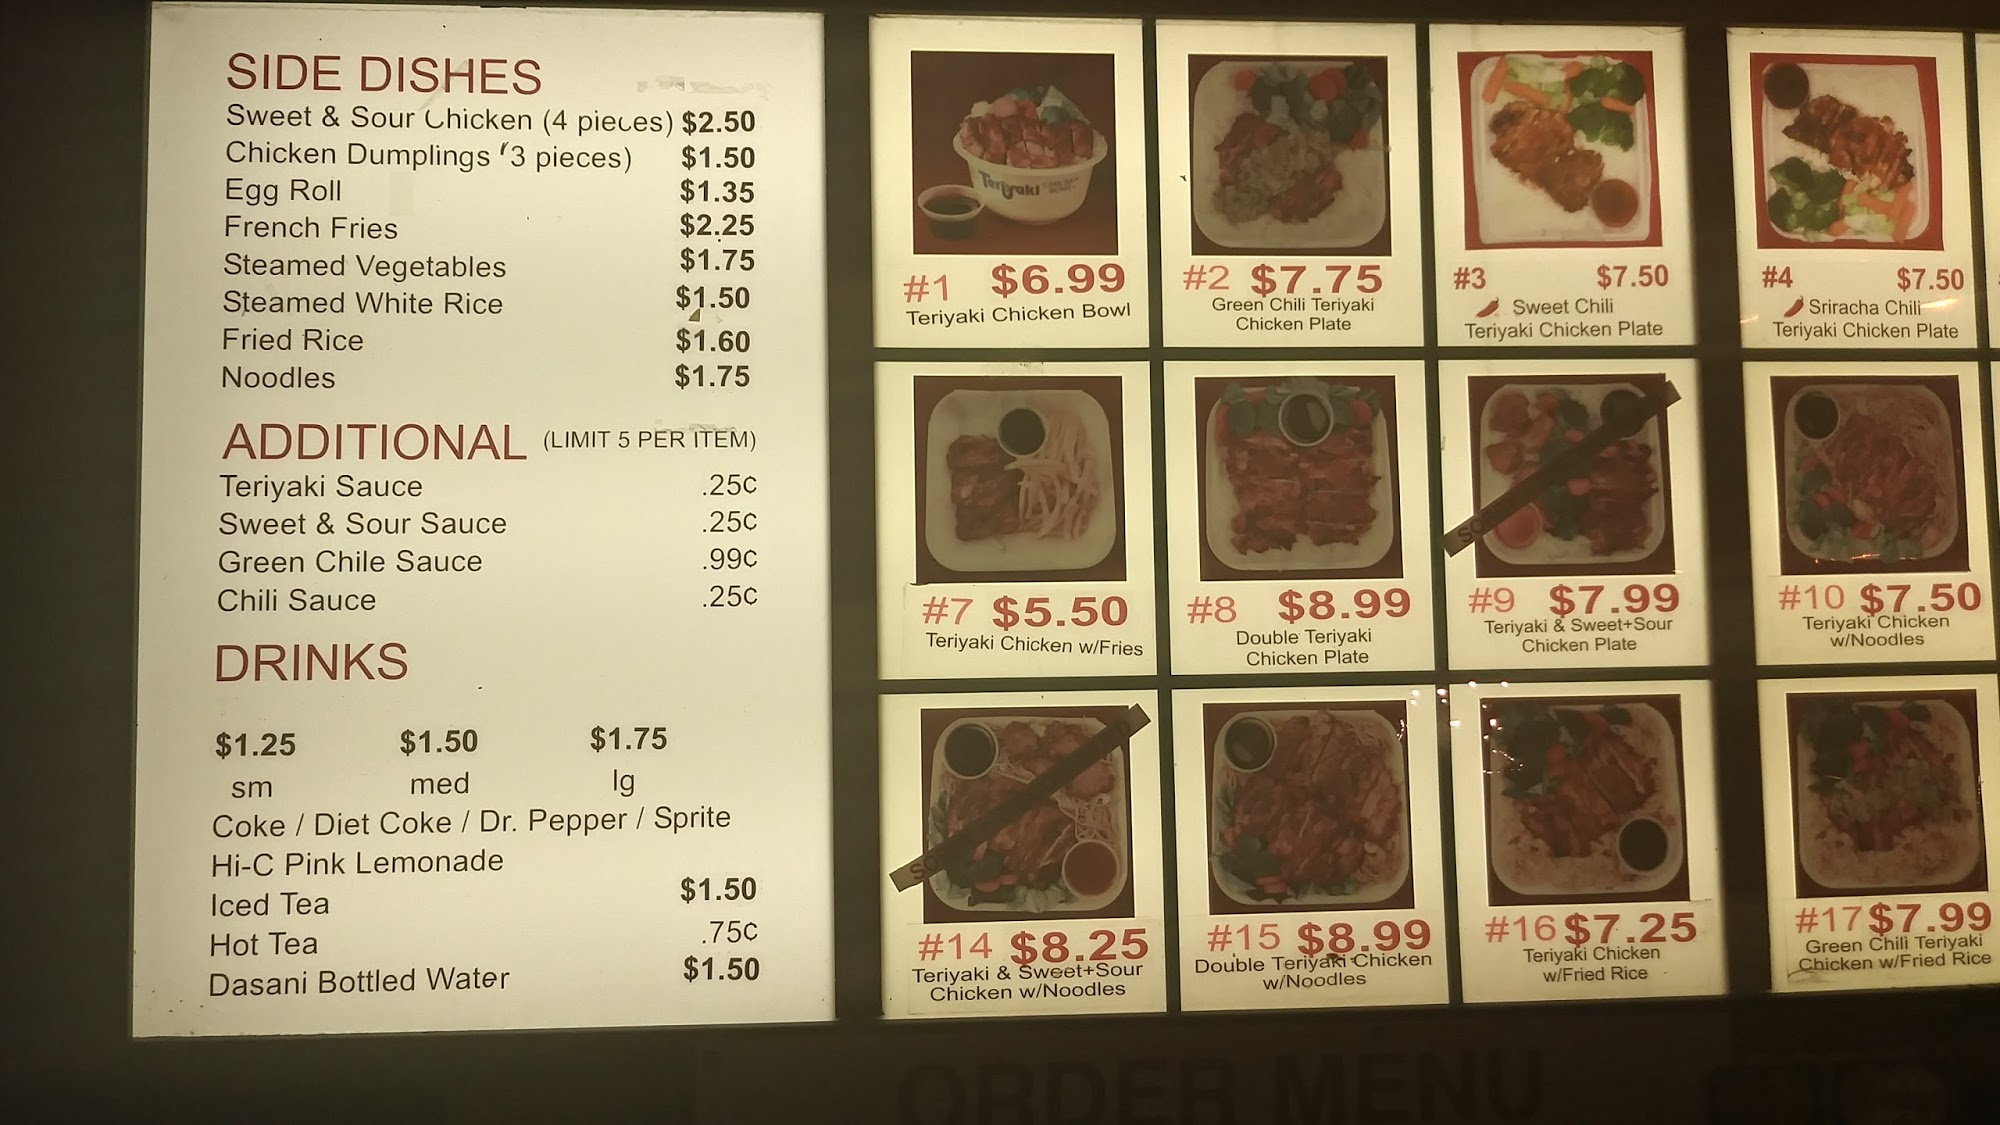 SIDE DISHES
Sweet & Sour Chicken (4 pieces) $2.50
Chicken Dumplings (3 pieces) $1.50
Egg Roll $1.35
French Fries $2.25
Steamed Vegetables $1.75
Steamed White Rice $1.50
Fried Rice $1.60
Noodles $1.75
ADDITIONAL (LIMIT 5 PER ITEM)
Teriyaki Sauce .25¢
Sweet & Sour Sauce .25¢
Green Chile Sauce .99¢
Chili Sauce .25¢
DRINKS
$1.25 $1.50 $1.75
sm med lg
Coke / Diet Coke / Dr. Pepper / Sprite
Hi-C Pink Lemonade
Iced Tea $1.50
Hot Tea .75¢
Dasani Bottled Water $1.50
Teriyaki
#1 $6.99
Teriyaki Chicken Bowl
#2 $7.75
Green Chili Teriyaki
Chicken Plate
#3 $7.50
Sweet Chili
Teriyaki Chicken Plate
#4 $7.50
Sriracha Chili
Teriyaki Chicken Plate
#7 $5.50
Teriyaki Chicken w/Fries
#8 $8.99
Double Teriyaki
Chicken Plate
#9 $7.99
Teriyaki & Sweet+Sour
Chicken Plate
#10 $7.50
Teriyaki Chicken
w/Noodles
#14 $8.25
Teriyaki & Sweet+Sour
Chicken w/Noodles
#15 $8.99
Double Teriyaki Chicken
w/Noodles
#16 $7.25
Teriyaki Chicken
w/Fried Rice
#17 $7.99
Green Chili Teriyaki
Chicken w/Fried Rice
ORDER MENU